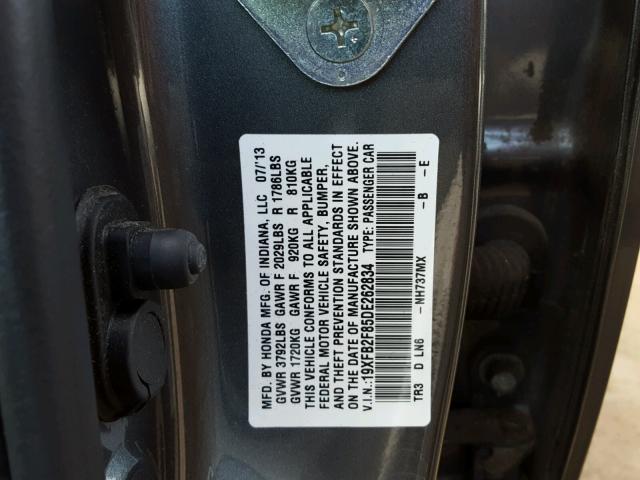 MFD. BY HONDA MFG. OF INDIANA, LLC 07/13
GVWR 3792LBS GAWR F 2029LBS R 1786LBS
GVWR 1720KG GAWR F 920KG R 810KG
THIS VEHICLE CONFORMS TO ALL APPLICABLE
FEDERAL MOTOR VEHICLE SAFETY, BUMPER,
AND THEFT PREVENTION STANDARDS IN EFFECT
ON THE DATE OF MANUFACTURE SHOWN ABOVE.
V.I.N.:19XFB2F85DE262834 TYPE: PASSENGER CAR
- NH737MX - B - E
TR3 D LN6